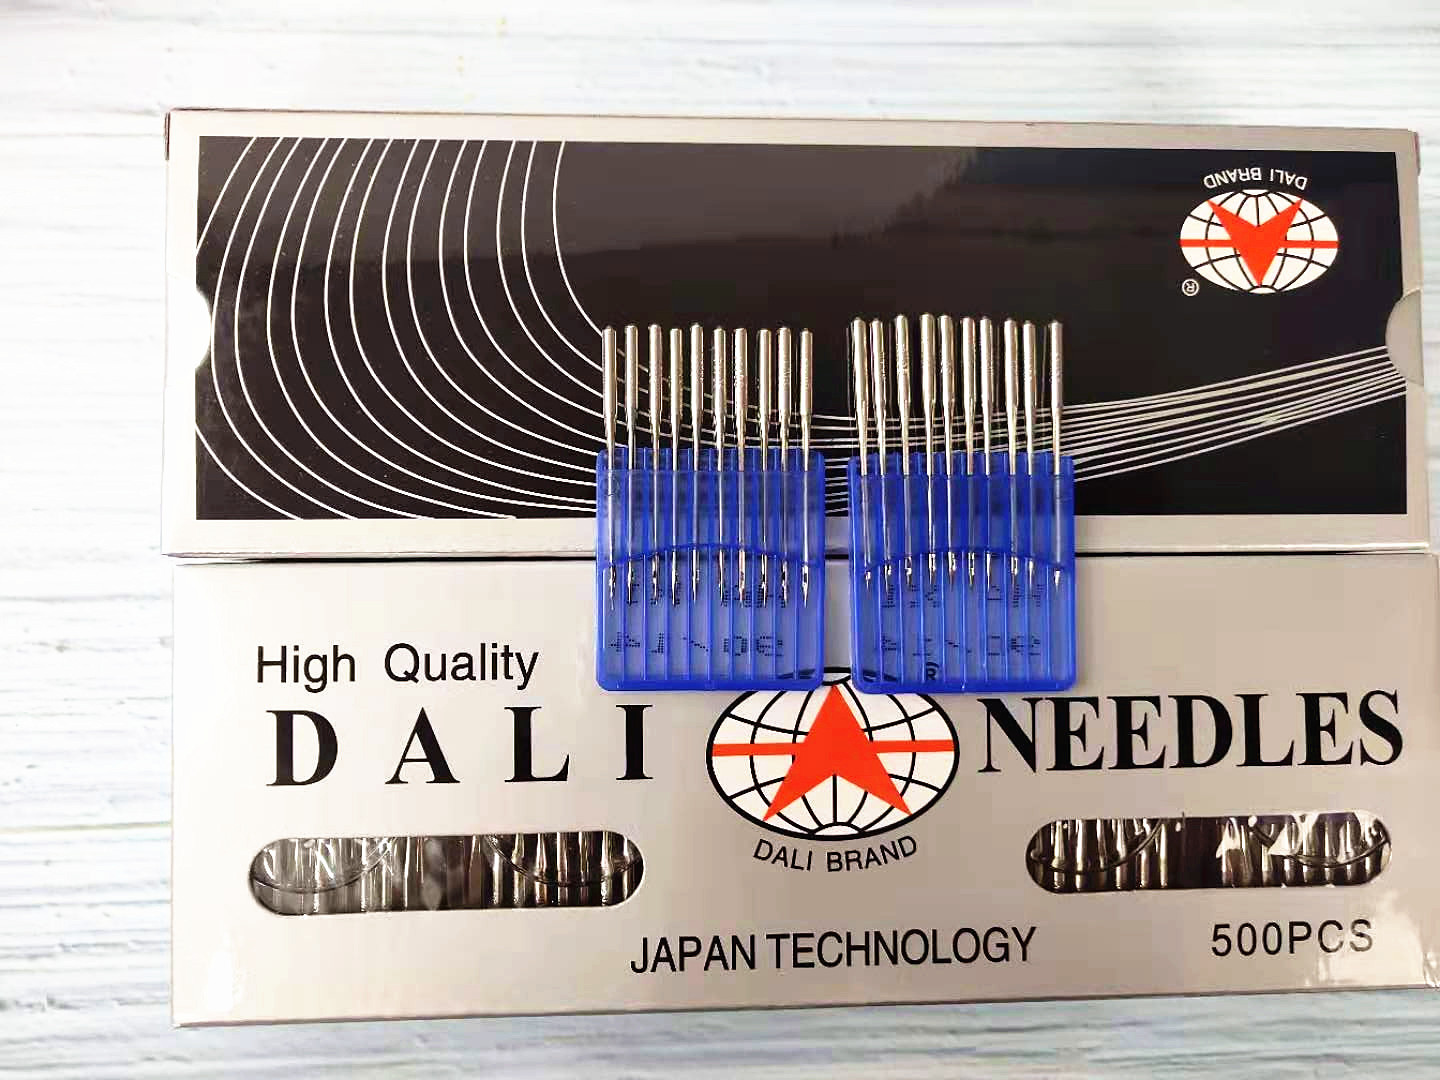 DALI BRAND
®
High Quality
DALI NEEDLES
®
DALI BRAND
JAPAN TECHNOLOGY
500PCS